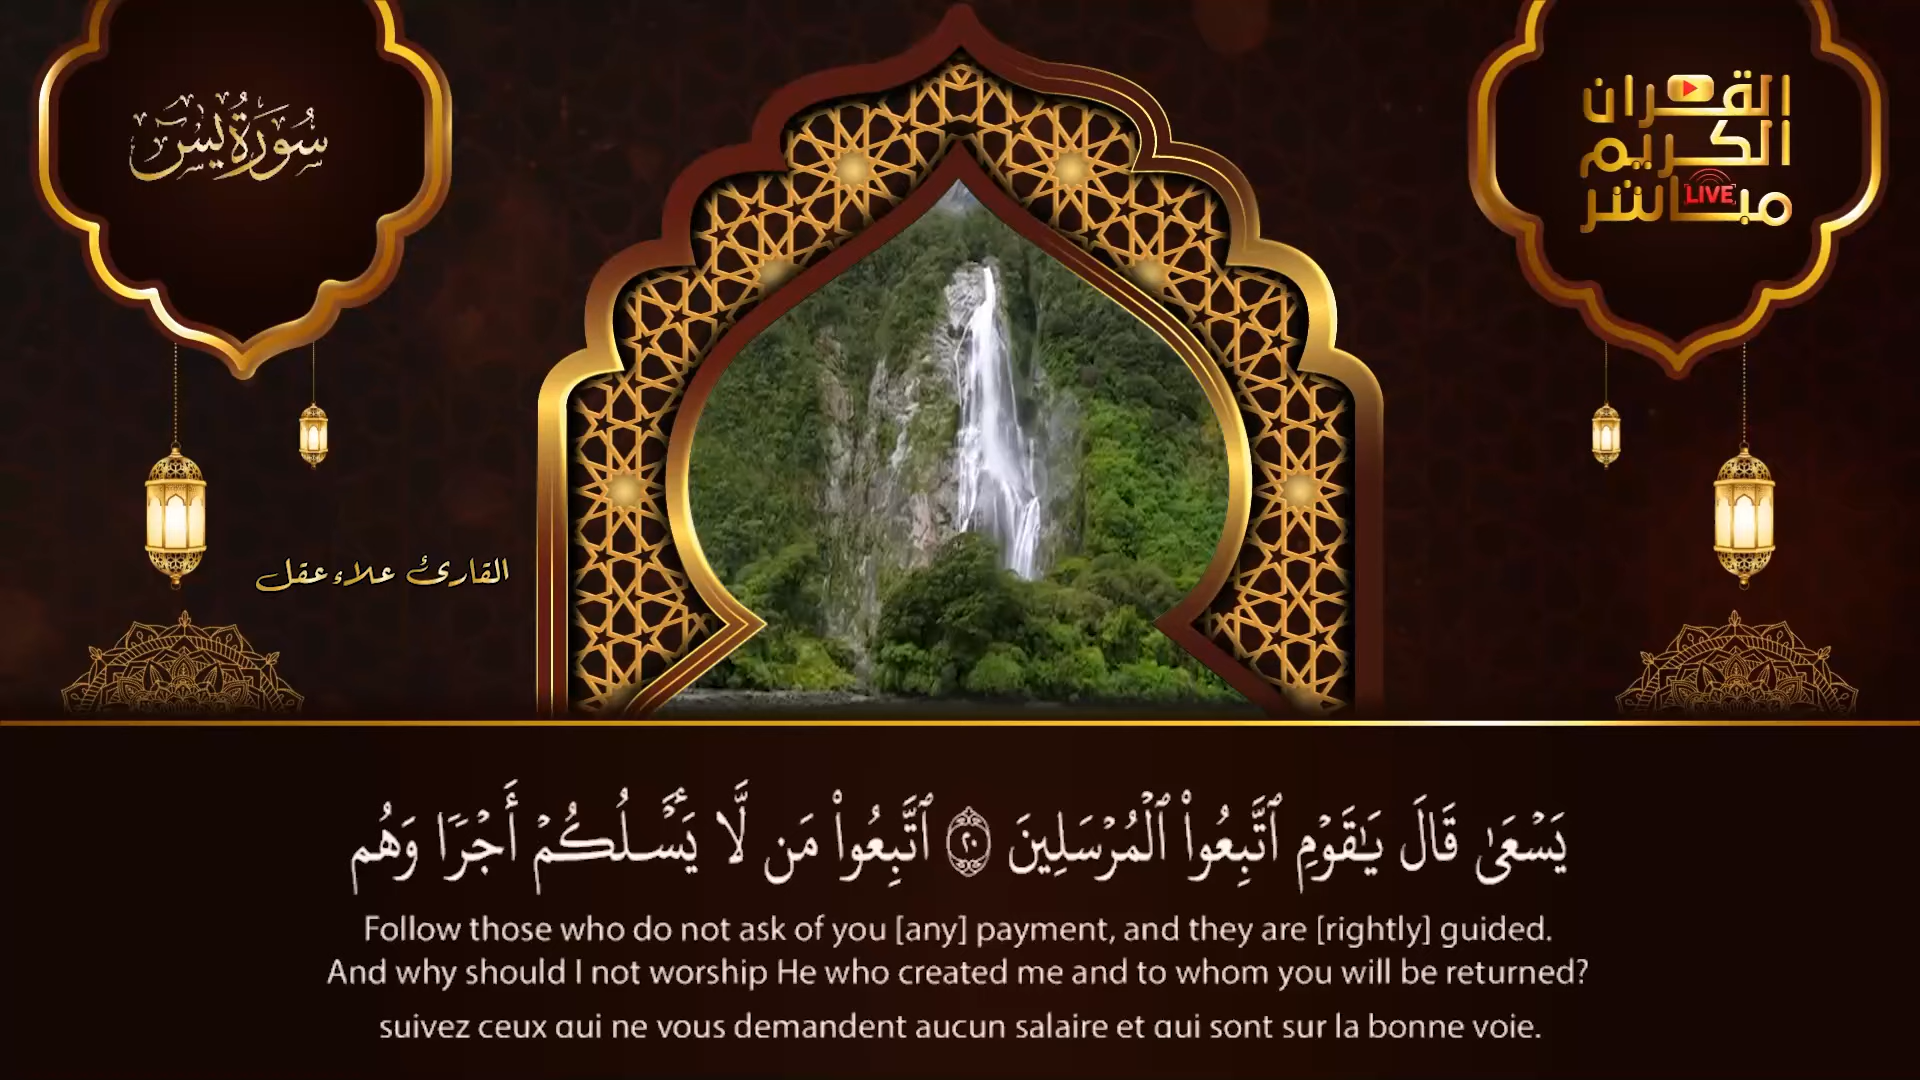 سُورَةُ يسٓ
القرآن
الكريم
مباشر
LIVE
القارئ علاء عقل
يَسْعَىٰ قَالَ يَـٰقَوْمِ ٱتَّبِعُوا۟ ٱلْمُرْسَلِينَ ۝٢٠ ٱتَّبِعُوا۟ مَن لَّا يَسْـَٔلُكُمْ أَجْرًا وَهُم
Follow those who do not ask of you [any] payment, and they are [rightly] guided.
And why should I not worship He who created me and to whom you will be returned?
suivez ceux qui ne vous demandent aucun salaire et qui sont sur la bonne voie.